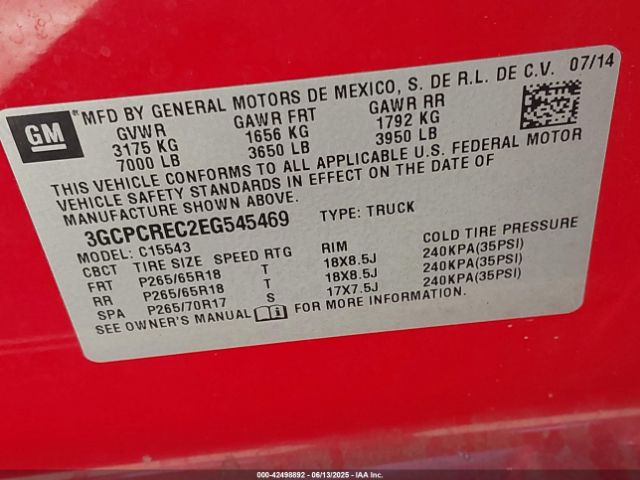 GM
®MFD BY GENERAL MOTORS DE MEXICO, S. DE R.L. DE C.V. 07/14
GVWR GAWR FRT GAWR RR
3175 KG 1656 KG 1792 KG
7000 LB 3650 LB 3950 LB
THIS VEHICLE CONFORMS TO ALL APPLICABLE U.S. FEDERAL MOTOR
VEHICLE SAFETY STANDARDS IN EFFECT ON THE DATE OF
MANUFACTURE SHOWN ABOVE.
3GCPCREC2EG545469 TYPE: TRUCK
MODEL: C15543
CBCT TIRE SIZE SPEED RTG RIM COLD TIRE PRESSURE
FRT P265/65R18 T 18X8.5J 240KPA(35PSI)
RR P265/65R18 T 18X8.5J 240KPA(35PSI)
SPA P265/70R17 S 17X7.5J 240KPA(35PSI)
SEE OWNER'S MANUAL FOR MORE INFORMATION.
000-42498892 - 06/13/2025 - IAA Inc.